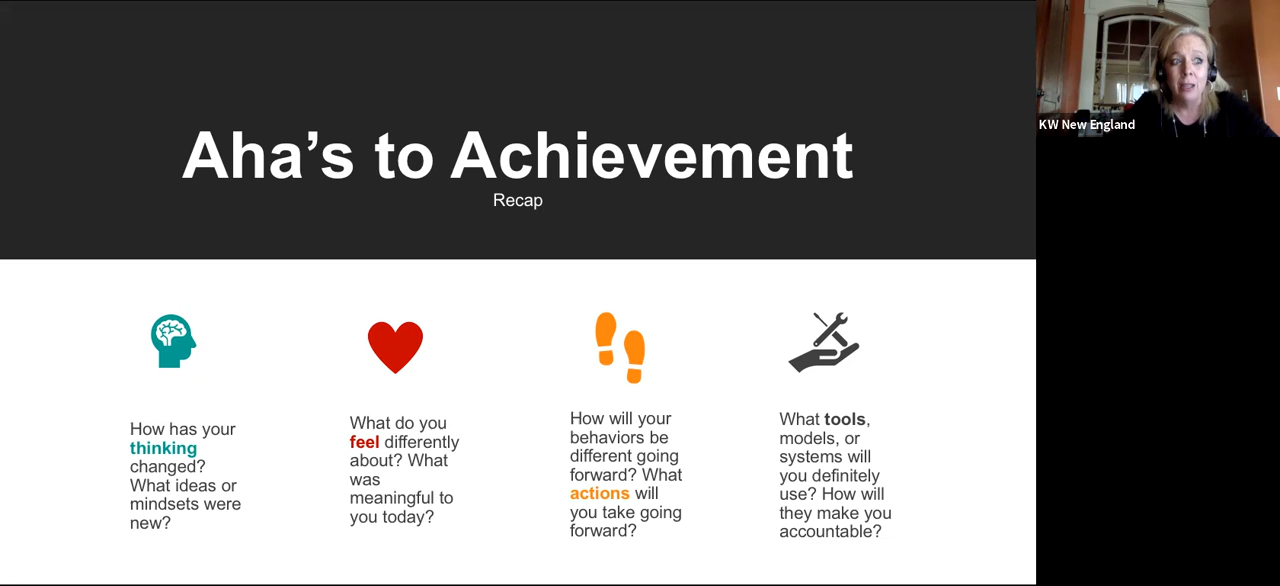 Aha’s to Achievement
Recap
KW New England
How has your
thinking
changed?
What ideas or
mindsets were
new?
What do you
feel differently
about? What
was
meaningful to
you today?
How will your
behaviors be
different going
forward? What
actions will
you take going
forward?
What tools,
models, or
systems will
you definitely
use? How will
they make you
accountable?